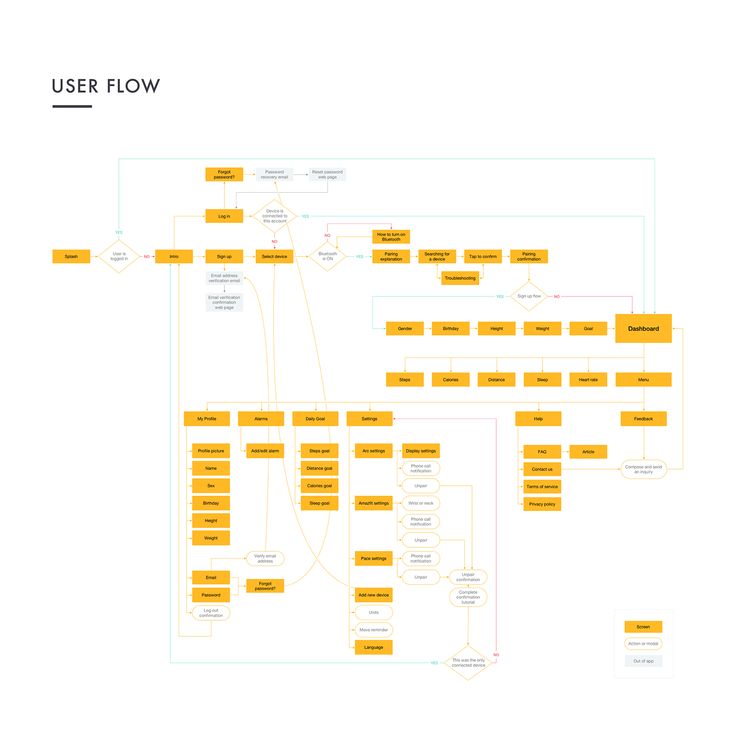 USER FLOW
Forgot
password?
Password
recovery email
Reset password
web page
YES
Log in
Device is
connected to
this account
YES
NO
NO
How to turn on
Bluetooth
Splash
User is
logged in
NO
Intro
Sign up
Select device
Bluetooth
is ON
YES
Pairing
explanation
Searching for
a device
Tap to confirm
Pairing
confirmation
Troubleshooting
Email address
verification email
Email verification
confirmation
web page
YES
Sign up flow
NO
Gender
Birthday
Height
Weight
Goal
Dashboard
Steps
Calories
Distance
Sleep
Heart-rate
Menu
My Profile
Alarms
Daily Goal
Settings
Help
Feedback
Profile picture
Add/edit alarm
Steps goal
Arc settings
Display settings
FAQ
Article
Name
Distance goal
Phone call
notification
Contact us
Compose and send
an inquiry
Sex
Calories goal
Unpair
Terms of service
Birthday
Sleep goal
Amazfit settings
Wrist or neck
Privacy policy
Height
Phone call
notification
Weight
Unpair
Verify email
address
Pace settings
Phone call
notification
Email
Forgot
password?
Unpair
Unpair
confirmation
Password
Add new device
Complete
confirmation
tutorial
Log out
confirmation
Units
Move reminder
Language
YES
This was the only
connected device
NO
Screen
Action or modal
Out of app